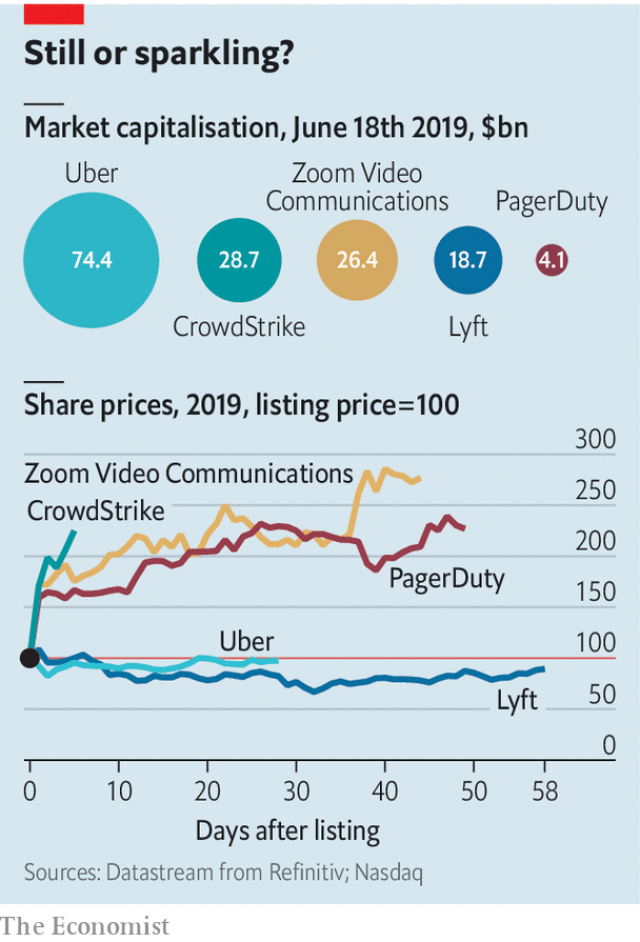 Still or sparkling?
Market capitalisation, June 18th 2019, $bn
Uber
Zoom Video
Communications
PagerDuty
74.4
28.7
26.4
18.7
4.1
CrowdStrike
Lyft
Share prices, 2019, listing price=100
300
Zoom Video Communications
250
CrowdStrike
200
PagerDuty
150
Uber
100
Lyft
50
0
0
10
20
30
40
50
58
Days after listing
Sources: Datastream from Refinitiv; Nasdaq
The Economist